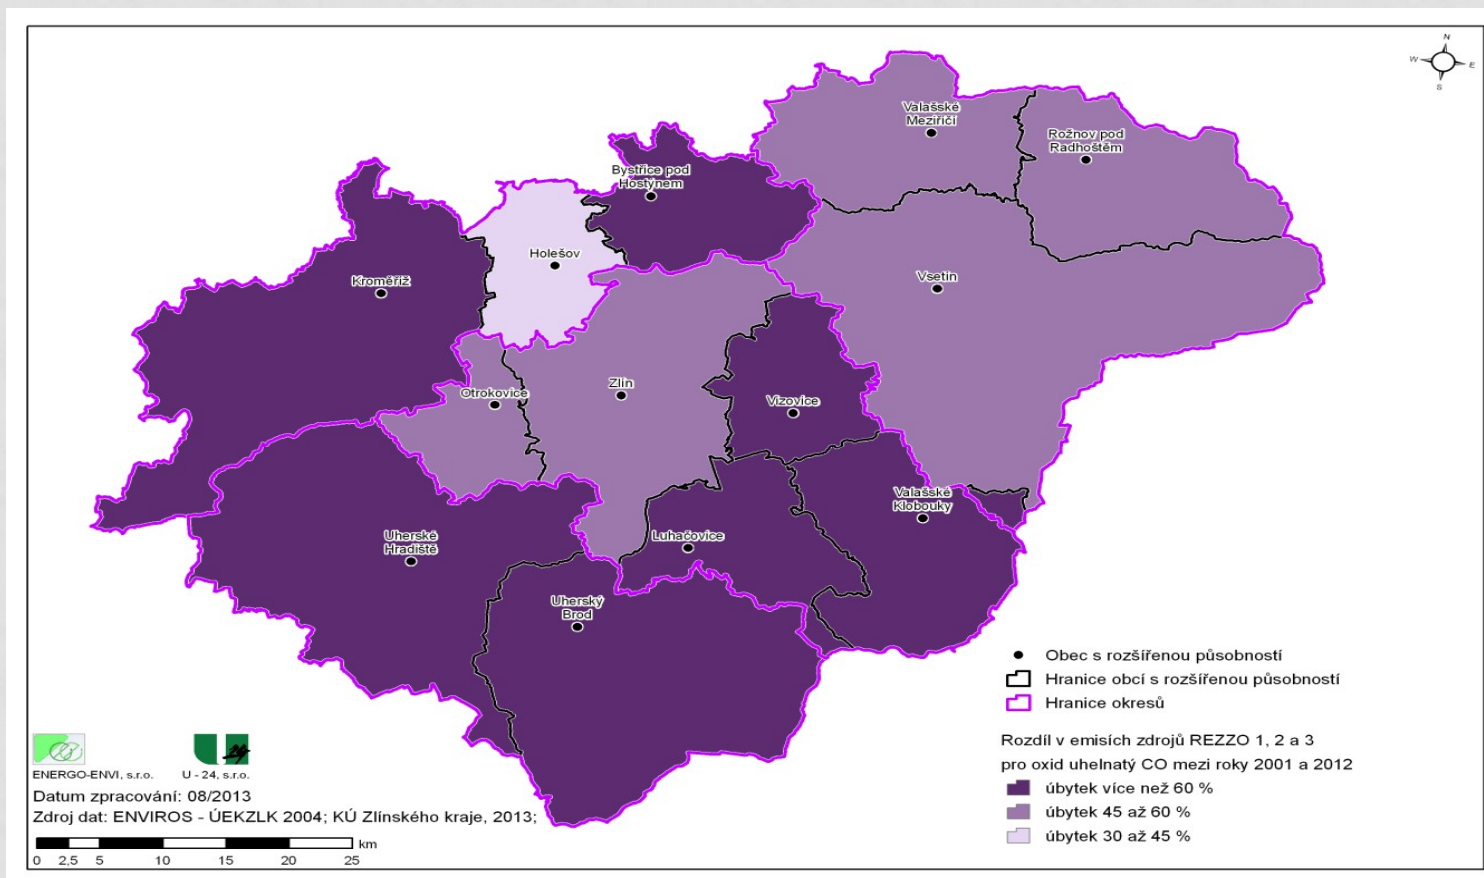 N
W
E
S
Valašské
Meziříčí
Rožnov pod
Radhoštěm
Bystřice pod
Hostýnem
Holešov
Kroměříž
Vsetín
Zlín
Otrokovice
Vizovice
Valašské
Klobouky
Uherské
Hradiště
Luhačovice
Uherský
Brod
Obec s rozšířenou působností
Hranice obcí s rozšířenou působností
Hranice okresů
Rozdíl v emisích zdrojů REZZO 1, 2 a 3
pro oxid uhelnatý CO mezi roky 2001 a 2012
úbytek více než 60 %
úbytek 45 až 60 %
úbytek 30 až 45 %
ENERGO-ENVI, s.r.o.
U - 24, s.r.o.
Datum zpracování: 08/2013
Zdroj dat: ENVIROS - ÚEKZLK 2004; KÚ Zlínského kraje, 2013;
km
0 2,5 5 10 15 20 25